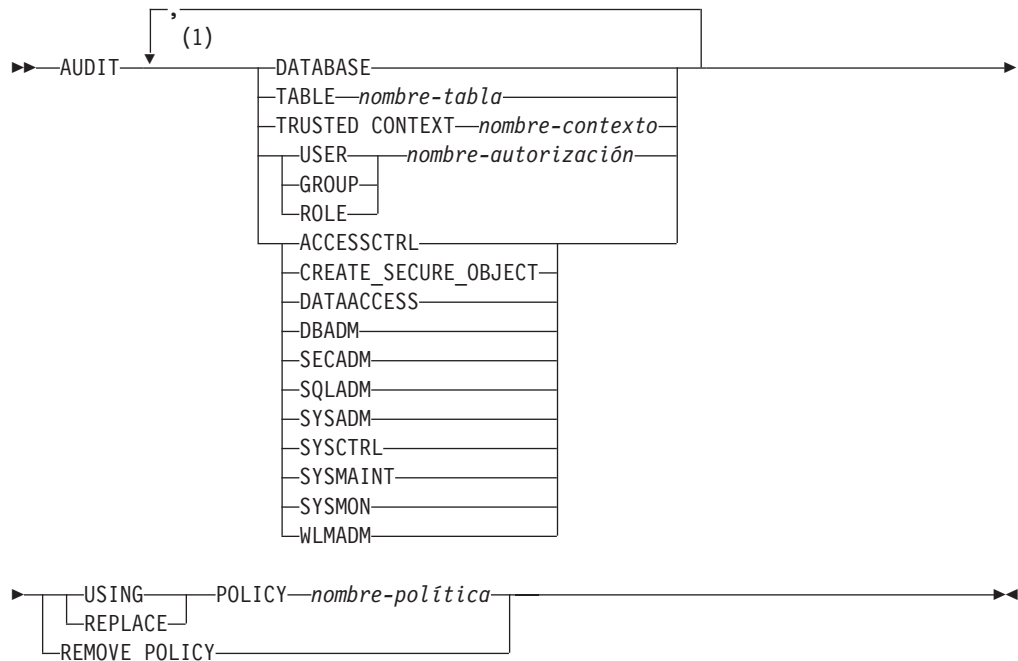 ,
(1)
AUDIT DATABASE
TABLE nombre-tabla
TRUSTED CONTEXT nombre-contexto
USER nombre-autorización
GROUP
ROLE
ACCESSCTRL
CREATE_SECURE_OBJECT
DATAACCESS
DBADM
SECADM
SQLADM
SYSADM
SYSCTRL
SYSMAINT
SYSMON
WLMADM
USING POLICY nombre-política
REPLACE
REMOVE POLICY